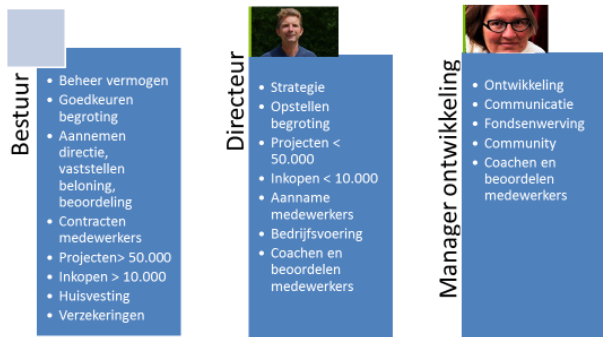 Bestuur
• Beheer vermogen
• Goedkeuren
begroting
• Aannemen
directie,
vaststellen
beloning,
beoordeling
• Contracten
medewerkers
• Projecten> 50.000
• Inkopen > 10.000
• Huisvesting
• Verzekeringen
Directeur
• Strategie
• Opstellen
begroting
• Projecten <
50.000
• Inkopen < 10.000
• Aanname
medewerkers
• Bedrijfsvoering
• Coachen en
beoordelen
medewerkers
Manager ontwikkeling
• Ontwikkeling
• Communicatie
• Fondsenwerving
• Community
• Coachen en
beoordelen
medewerkers